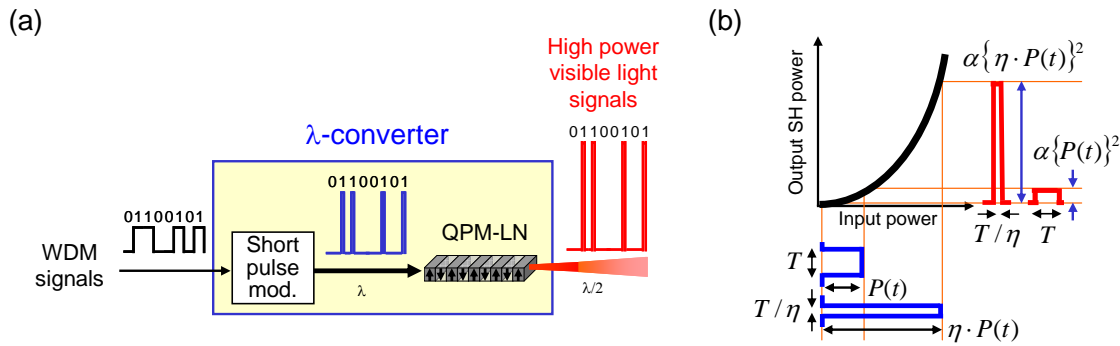 (a)
High power
visible light
signals
λ-converter
01100101
01100101
01100101
WDM
signals
Short
pulse
mod.
QPM-LN
λ
λ/2
(b)
Output SH power
Input power
α{η · P(t)}²
α{P(t)}²
T / η
T
T
P(t)
T / η
η · P(t)